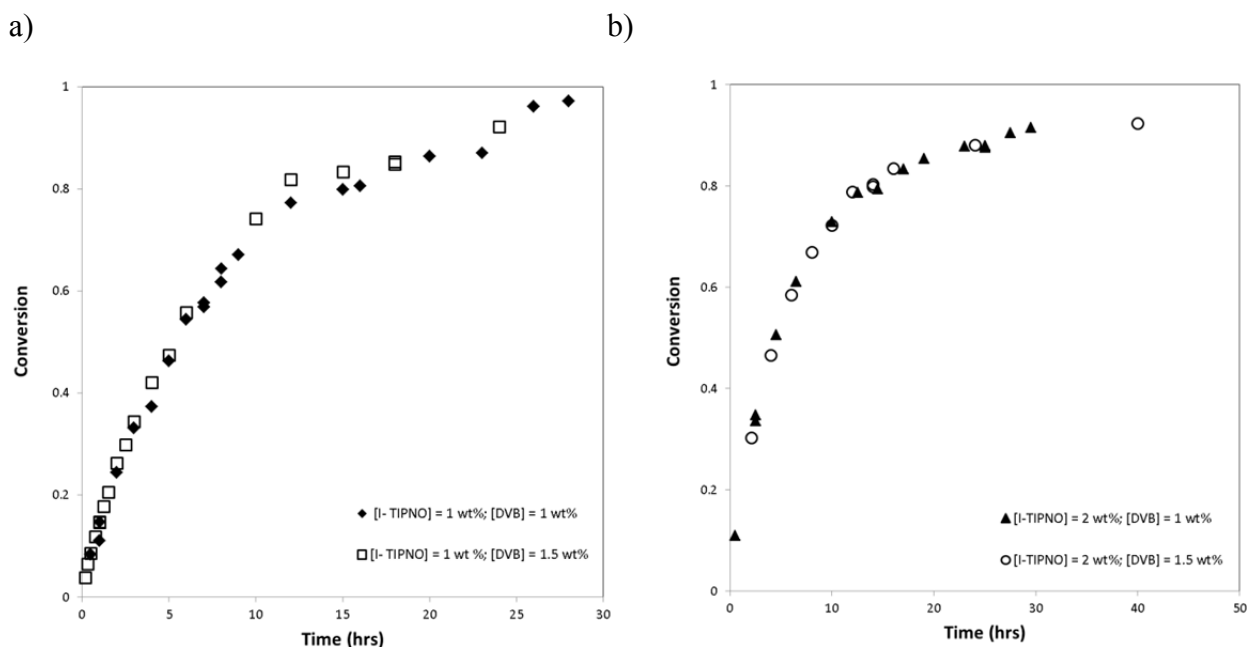 a)
1
0.8
0.6
0.4
0.2
0
Conversion
0
5
10
15
20
25
30
Time (hrs)
[I- TIPNO] = 1 wt%; [DVB] = 1 wt%
[I- TIPNO] = 1 wt %; [DVB] = 1.5 wt%
b)
1
0.8
0.6
0.4
0.2
0
Conversion
0
10
20
30
40
50
Time (hrs)
[I-TIPNO] = 2 wt%; [DVB] = 1 wt%
[I-TIPNO] = 2 wt%; [DVB] = 1.5 wt%